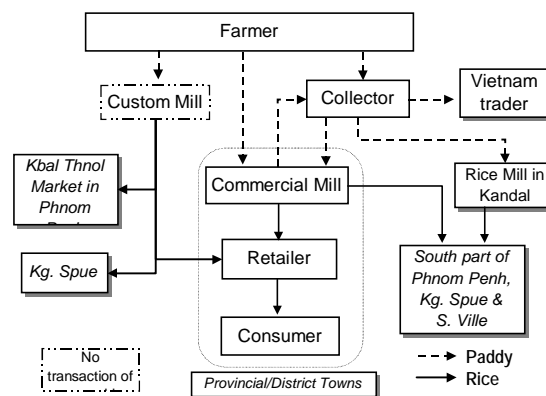 Farmer
Custom Mill
Collector
Vietnam
trader
Kbal Thnol
Market in
Phnom
Commercial Mill
Rice Mill in
Kandal
Kg. Spue
Retailer
South part of
Phnom Penh,
Kg. Spue &
S. Ville
Consumer
No
transaction of
Provincial/District Towns
Paddy
Rice